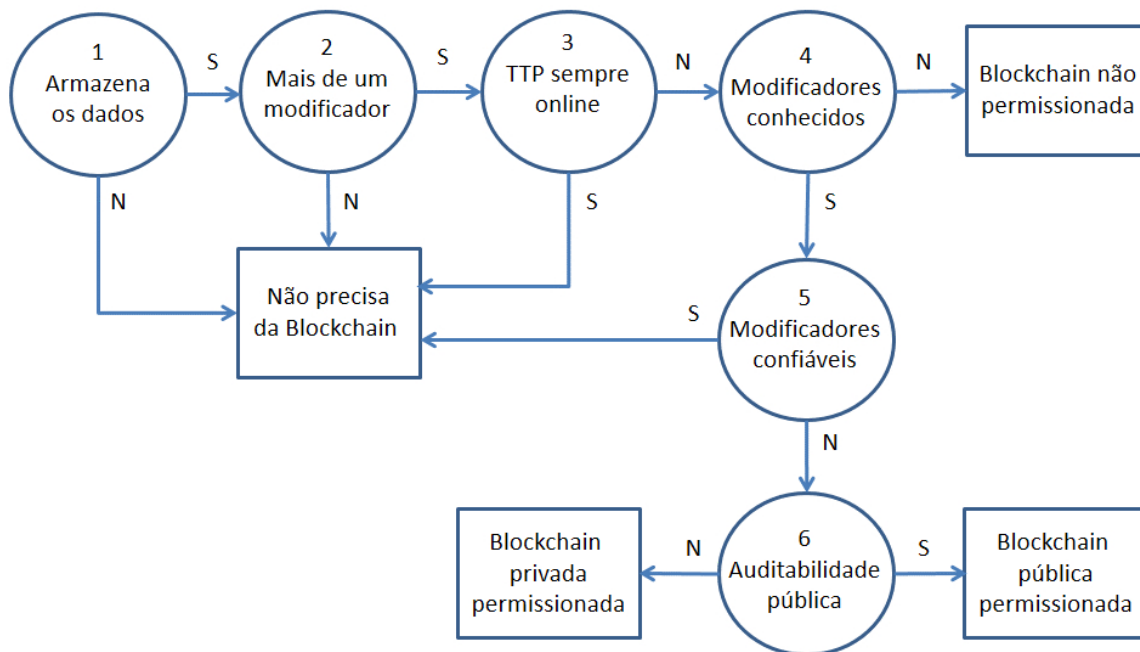 1
Armazena
os dados
S
2
Mais de um
modificador
S
3
TTP sempre
online
N
4
Modificadores
conhecidos
N
Blockchain não
permissionada
N
N
S
S
Não precisa
da Blockchain
S
5
Modificadores
confiáveis
N
Blockchain
privada
permissionada
N
6
Auditabilidade
pública
S
Blockchain
pública
permissionada